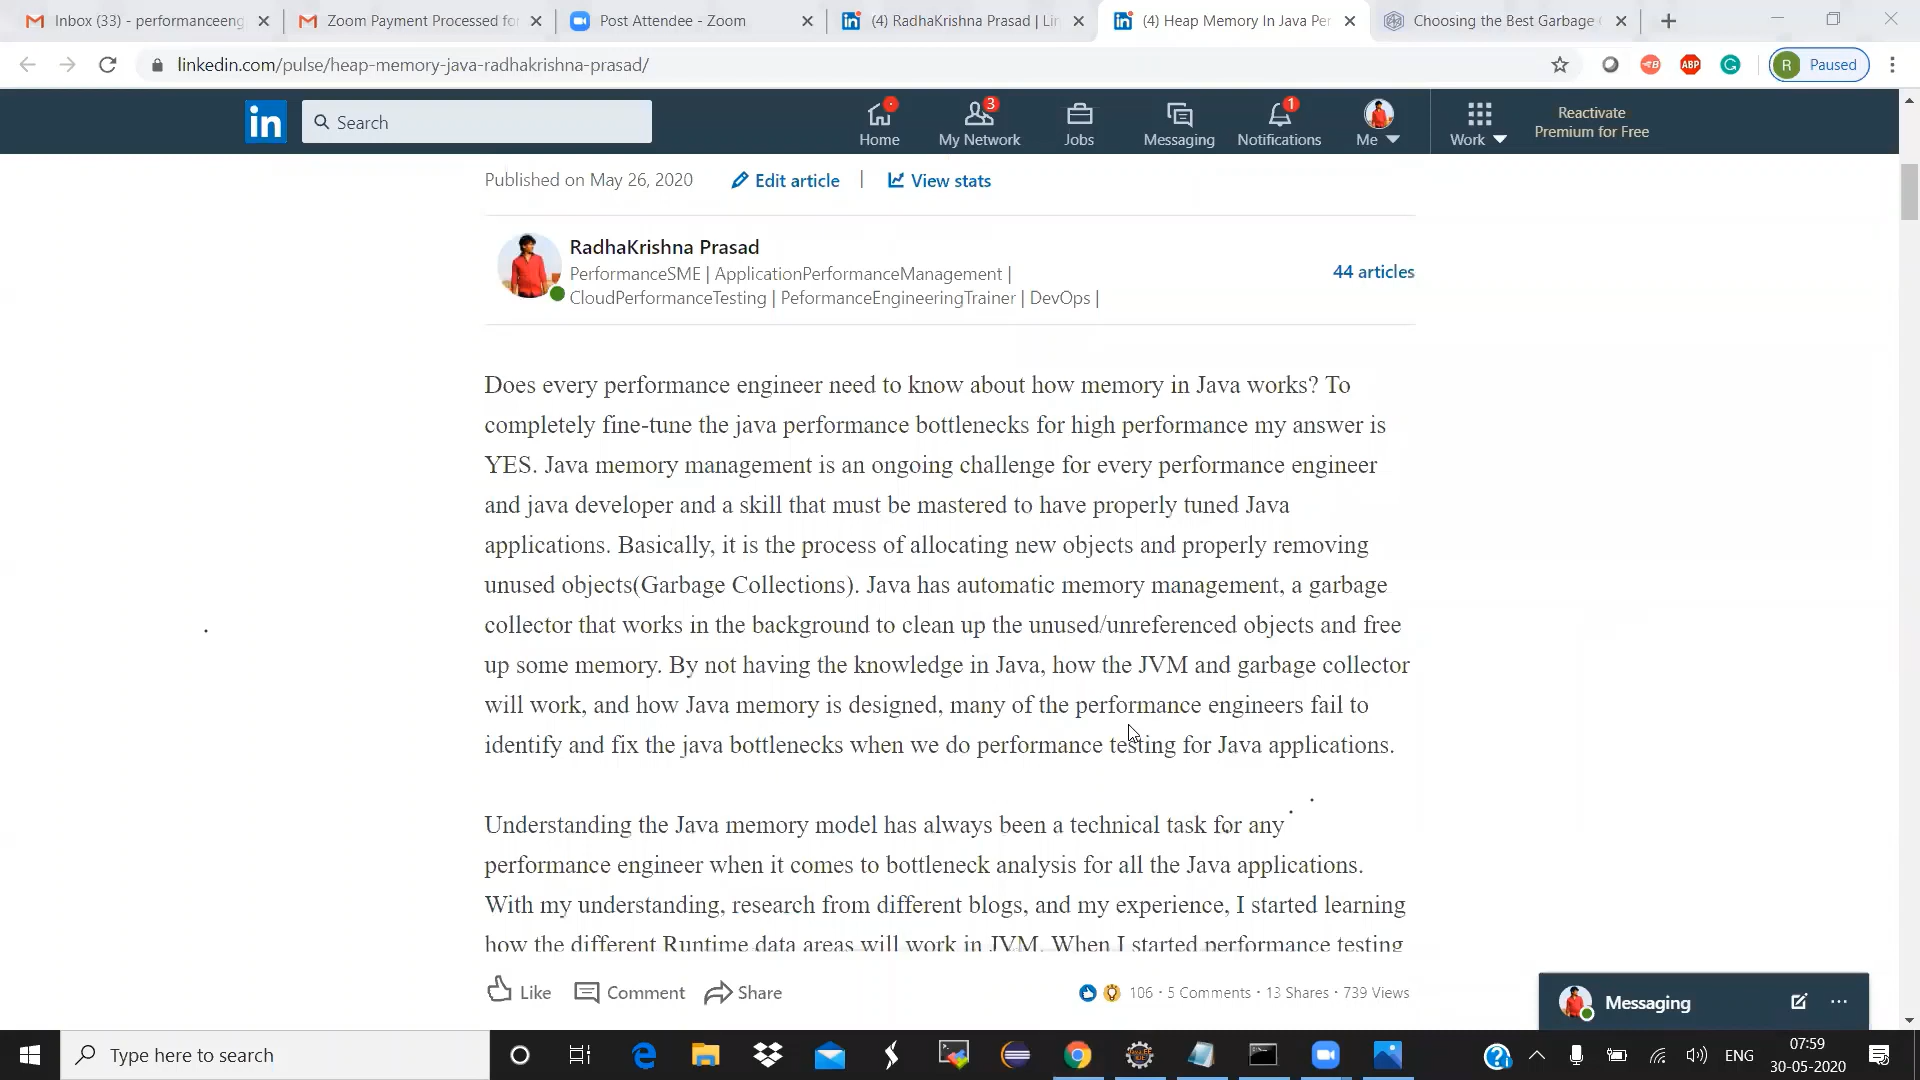 Inbox (33) - performanceeng
Zoom Payment Processed fo
Post Attendee - Zoom
(4) RadhaKrishna Prasad | Lin
(4) Heap Memory In Java Per
Choosing the Best Garbage
linkedin.com/pulse/heap-memory-java-radhakrishna-prasad/
ABP
R Paused
in
Search
Home
3 My Network
Jobs
Messaging
1 Notifications
Me
Work
Reactivate
Premium for Free
Published on May 26, 2020
Edit article |
View stats
RadhaKrishna Prasad
PerformanceSME | ApplicationPerformanceManagement |
CloudPerformanceTesting | PeformanceEngineeringTrainer | DevOps |
44 articles
Does every performance engineer need to know about how memory in Java works? To
completely fine-tune the java performance bottlenecks for high performance my answer is
YES. Java memory management is an ongoing challenge for every performance engineer
and java developer and a skill that must be mastered to have properly tuned Java
applications. Basically, it is the process of allocating new objects and properly removing
unused objects(Garbage Collections). Java has automatic memory management, a garbage
collector that works in the background to clean up the unused/unreferenced objects and free
up some memory. By not having the knowledge in Java, how the JVM and garbage collector
will work, and how Java memory is designed, many of the performance engineers fail to
identify and fix the java bottlenecks when we do performance testing for Java applications.
Understanding the Java memory model has always been a technical task for any
performance engineer when it comes to bottleneck analysis for all the Java applications.
With my understanding, research from different blogs, and my experience, I started learning
how the different Runtime data areas will work in JVM. When I started performance testing
Like
Comment
Share
106 · 5 Comments · 13 Shares · 739 Views
Messaging
Type here to search
ENG
07:59
30-05-2020